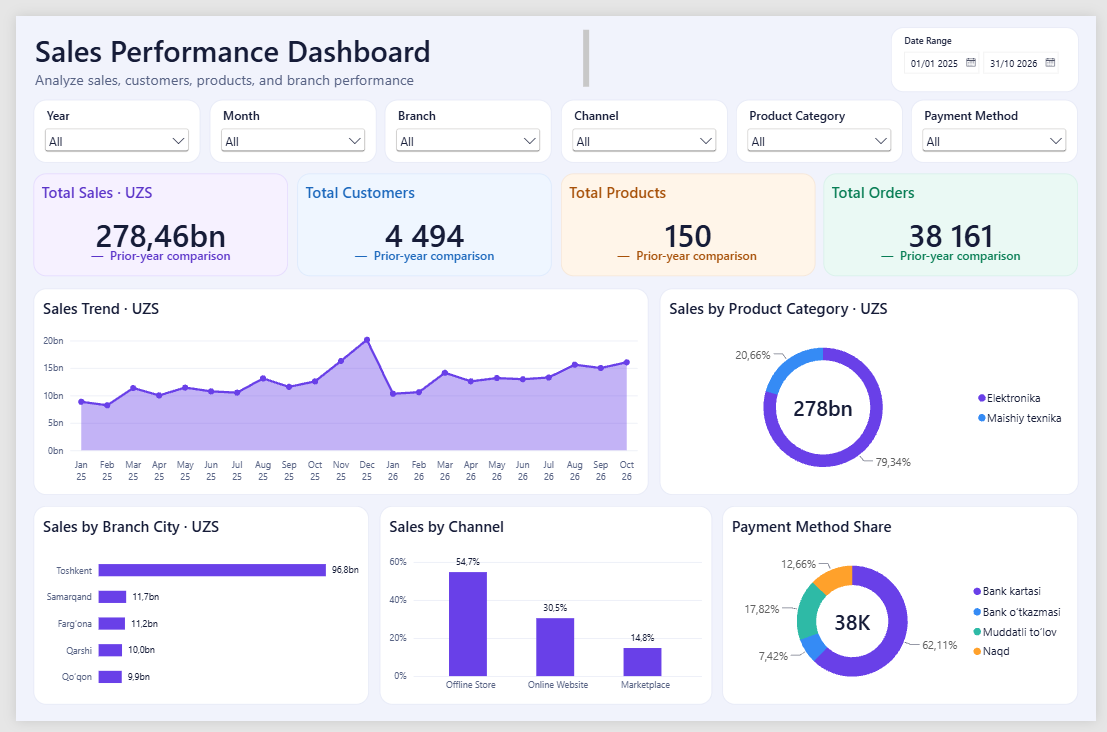 Sales Performance Dashboard
Analyze sales, customers, products, and branch performance
Date Range
01/01 2025 31/10 2026
Year
All
Month
All
Branch
All
Channel
All
Product Category
All
Payment Method
All
Total Sales · UZS
278,46bn
— Prior-year comparison
Total Customers
4 494
— Prior-year comparison
Total Products
150
— Prior-year comparison
Total Orders
38 161
— Prior-year comparison
Sales Trend · UZS
20bn
15bn
10bn
5bn
0bn
Jan Feb Mar Apr May Jun Jul Aug Sep Oct Nov Dec Jan Feb Mar Apr May Jun Jul Aug Sep Oct
25 25 25 25 25 25 25 25 25 25 25 25 26 26 26 26 26 26 26 26 26 26
Sales by Product Category · UZS
20,66%
278bn
79,34%
Elektronika
Maishiy texnika
Sales by Branch City · UZS
Toshkent 96,8bn
Samarqand 11,7bn
Farg‘ona 11,2bn
Qarshi 10,0bn
Qo‘qon 9,9bn
Sales by Channel
60%
40%
20%
0%
54,7%
30,5%
14,8%
Offline Store Online Website Marketplace
Payment Method Share
12,66%
17,82%
7,42%
38K
62,11%
Bank kartasi
Bank o‘tkazmasi
Muddatli to‘lov
Naqd